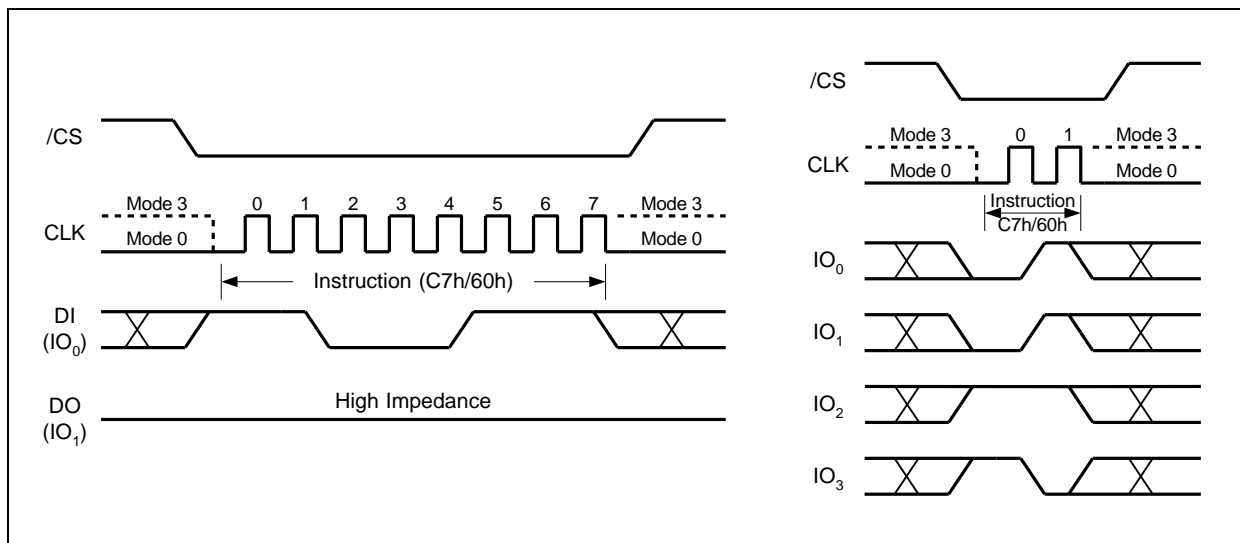 /CS
Mode 3 0 1 2 3 4 5 6 7 Mode 3
CLK Mode 0 Mode 0
Instruction (C7h/60h)
DI
(IO0)
High Impedance
DO
(IO1)
/CS
Mode 3 0 1 Mode 3
CLK Mode 0 Mode 0
Instruction
C7h/60h
IO0
IO1
IO2
IO3